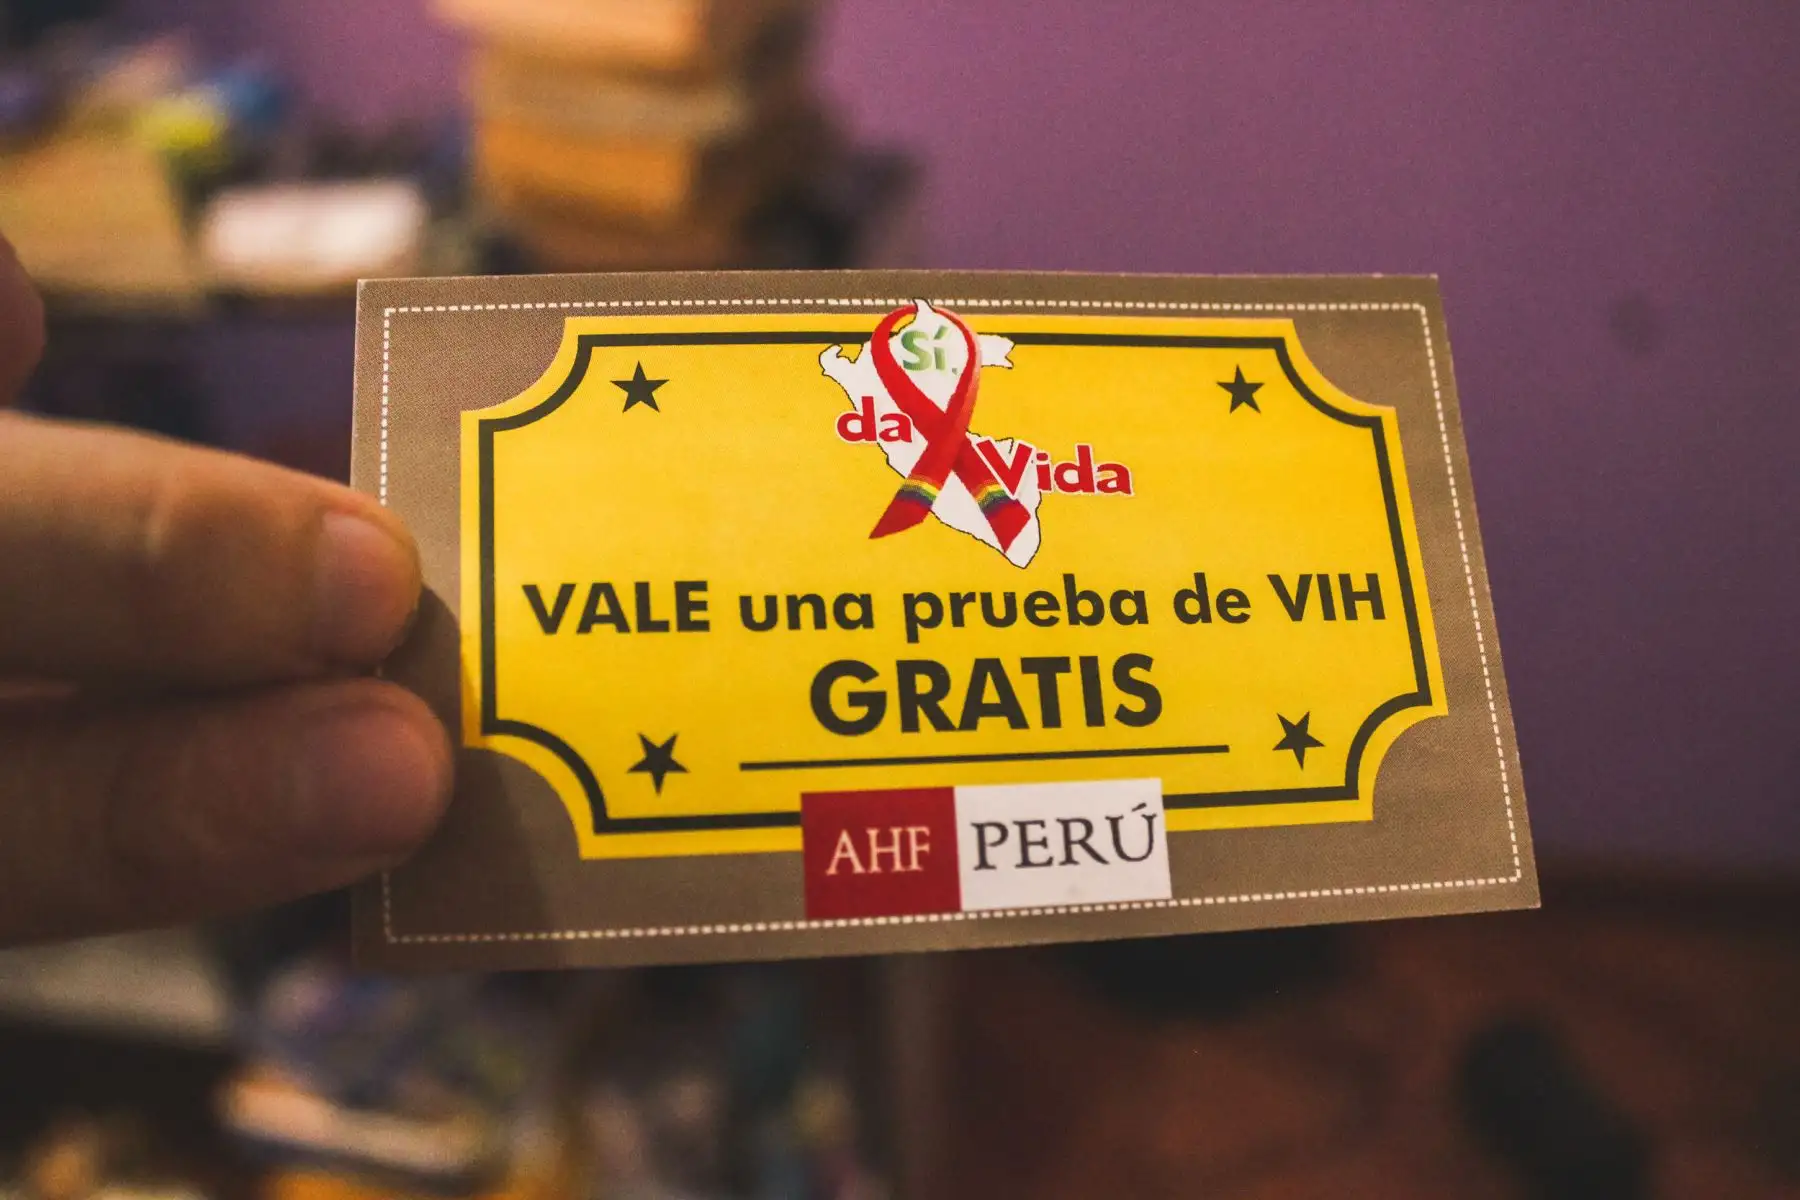 Sí,
da Vida
VALE una prueba de VIH
GRATIS
AHF PERÚ